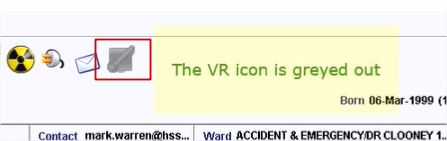 The VR icon is greyed out
Born 06-Mar-1999 (1
Contact mark.warren@hss... Ward ACCIDENT & EMERGENCY/DR CLOONEY 1...